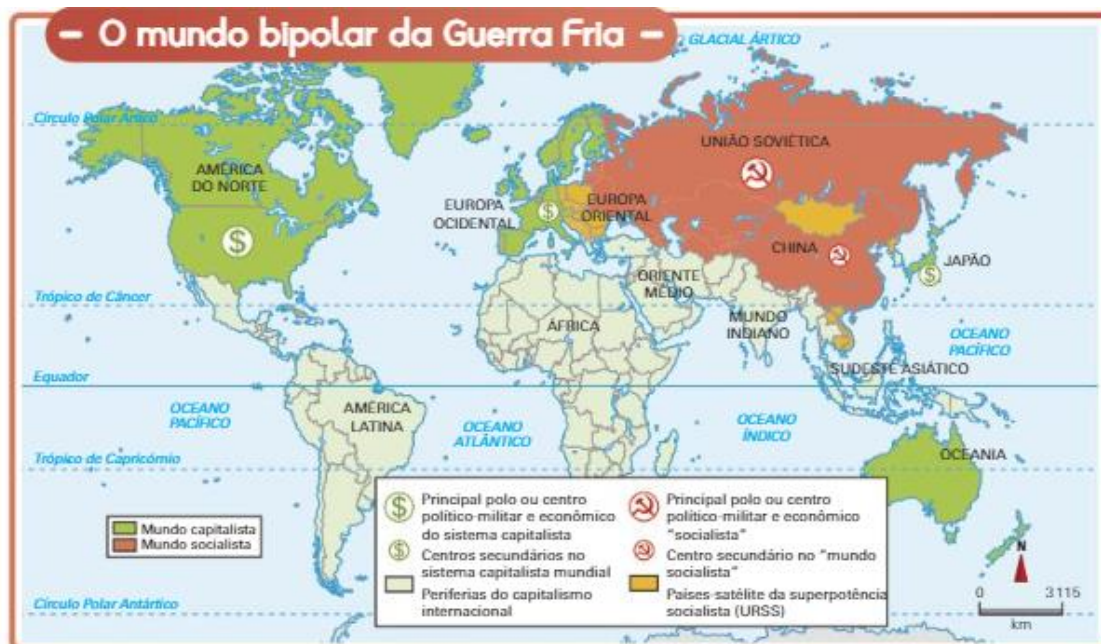 – O mundo bipolar da Guerra Fria –
GLACIAL ÁRTICO
Círculo Polar Ártico
UNIÃO SOVIÉTICA
AMÉRICA
DO NORTE
EUROPA
OCIDENTAL
EUROPA
ORIENTAL
CHINA
JAPÃO
ORIENTE
MÉDIO
Trópico de Câncer
MUNDO
INDIANO
ÁFRICA
OCEANO
PACÍFICO
SUDESTE ASIÁTICO
Equador
OCEANO
PACÍFICO
AMÉRICA
LATINA
OCEANO
ATLÂNTICO
OCEANO
ÍNDICO
Trópico de Capricórnio
OCEANIA
Mundo capitalista
Mundo socialista
$ Principal polo ou centro
político-militar e econômico
do sistema capitalista
$ Centros secundários no
sistema capitalista mundial
Periferias do capitalismo
internacional
Principal polo ou centro
político-militar e econômico
"socialista"
Centro secundário no "mundo
socialista"
Países-satélite da superpotência
socialista (URSS)
N
0 3115
km
Círculo Polar Antártico